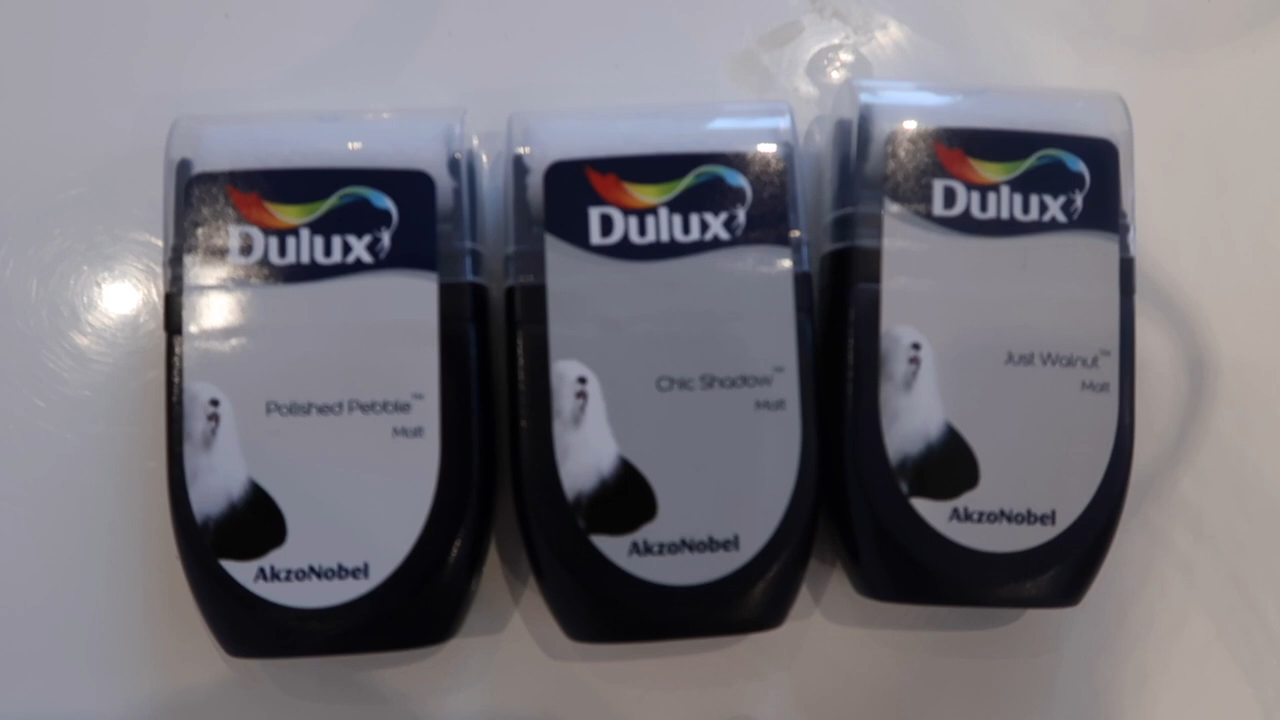 Dulux
Polished Pebble™
Matt
AkzoNobel
Dulux
Chic Shadow™
Matt
AkzoNobel
Dulux
Just Walnut™
Matt
AkzoNobel